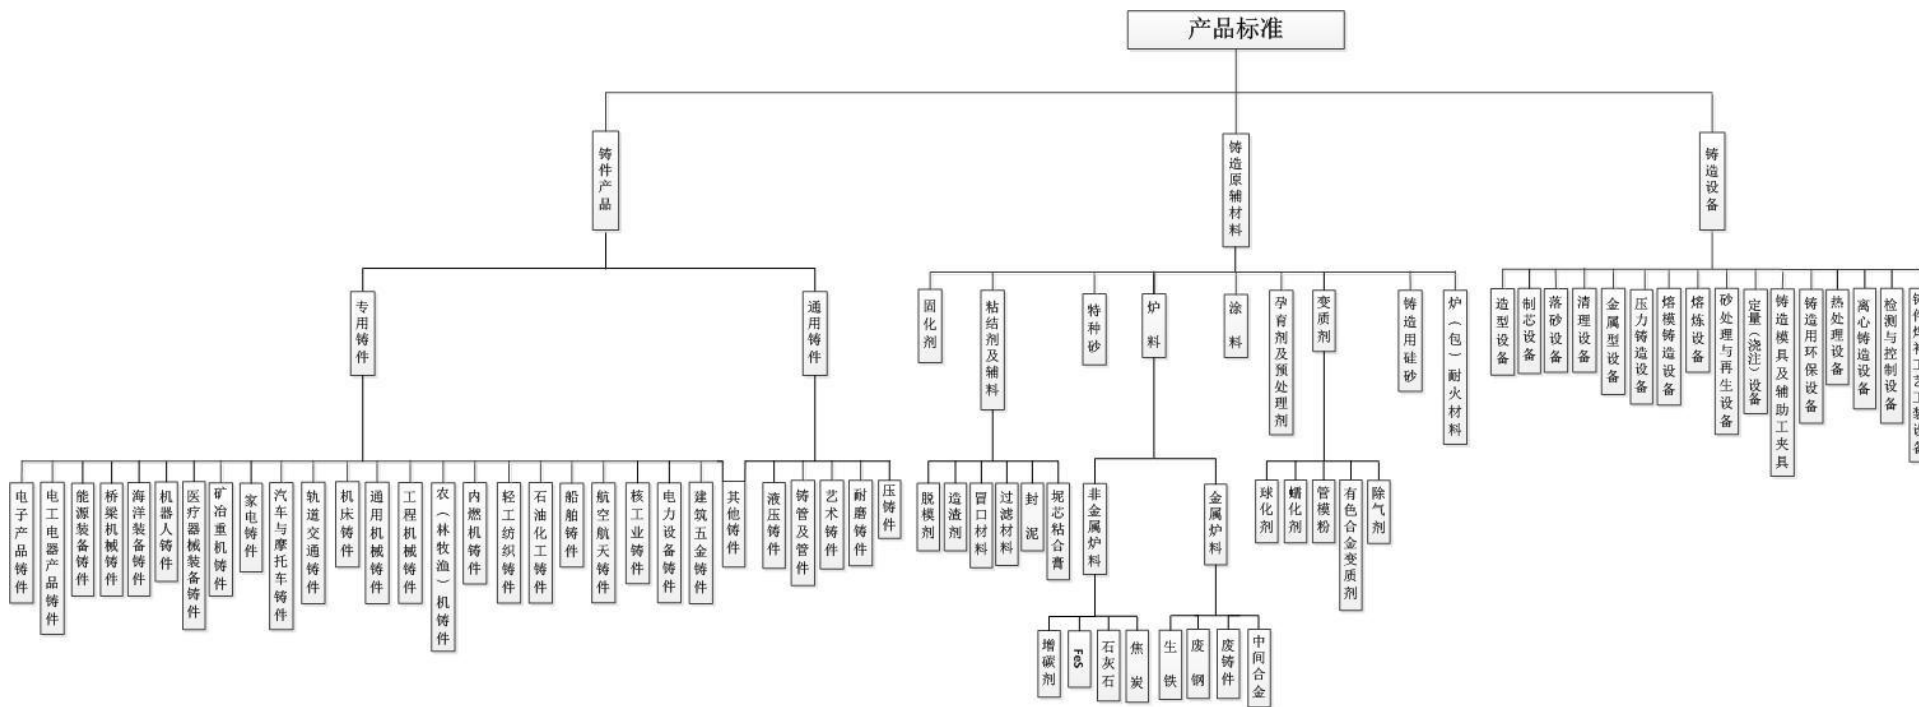 产品标准
铸件产品
铸造原辅材料
铸造设备
专用铸件
通用铸件
固化剂
粘结剂及辅料
特种砂
炉料
涂料
孕育剂及预处理剂
变质剂
铸造用硅砂
炉（包）耐火材料
造型设备
制芯设备
落砂设备
清理设备
金属型设备
压力铸造设备
熔模铸造设备
熔炼设备
砂处理与再生设备
定量（浇注）设备
铸造模具及辅助工夹具
铸造用环保设备
热处理设备
离心铸造设备
检测与控制设备
电子产品铸件
电工电器产品铸件
能源装备铸件
桥梁机械铸件
海洋装备铸件
机器人铸件
医疗器械装备铸件
矿冶重机铸件
家电铸件
汽车与摩托车铸件
轨道交通铸件
机床铸件
通用机械铸件
工程机械铸件
农（林牧渔）机铸件
内燃机铸件
轻工纺织铸件
石油化工铸件
船舶铸件
航空航天铸件
核工业铸件
电力设备铸件
建筑五金铸件
其他铸件
液压铸件
铸管及管件
艺术铸件
耐磨铸件
压铸件
脱模剂
造渣剂
冒口材料
过滤材料
封泥
坭芯粘合膏
非金属炉料
金属炉料
球化剂
蠕化剂
管模粉
有色合金变质剂
除气剂
增碳剂
FeS
石灰石
焦炭
生铁
废钢
废铸件
中间合金